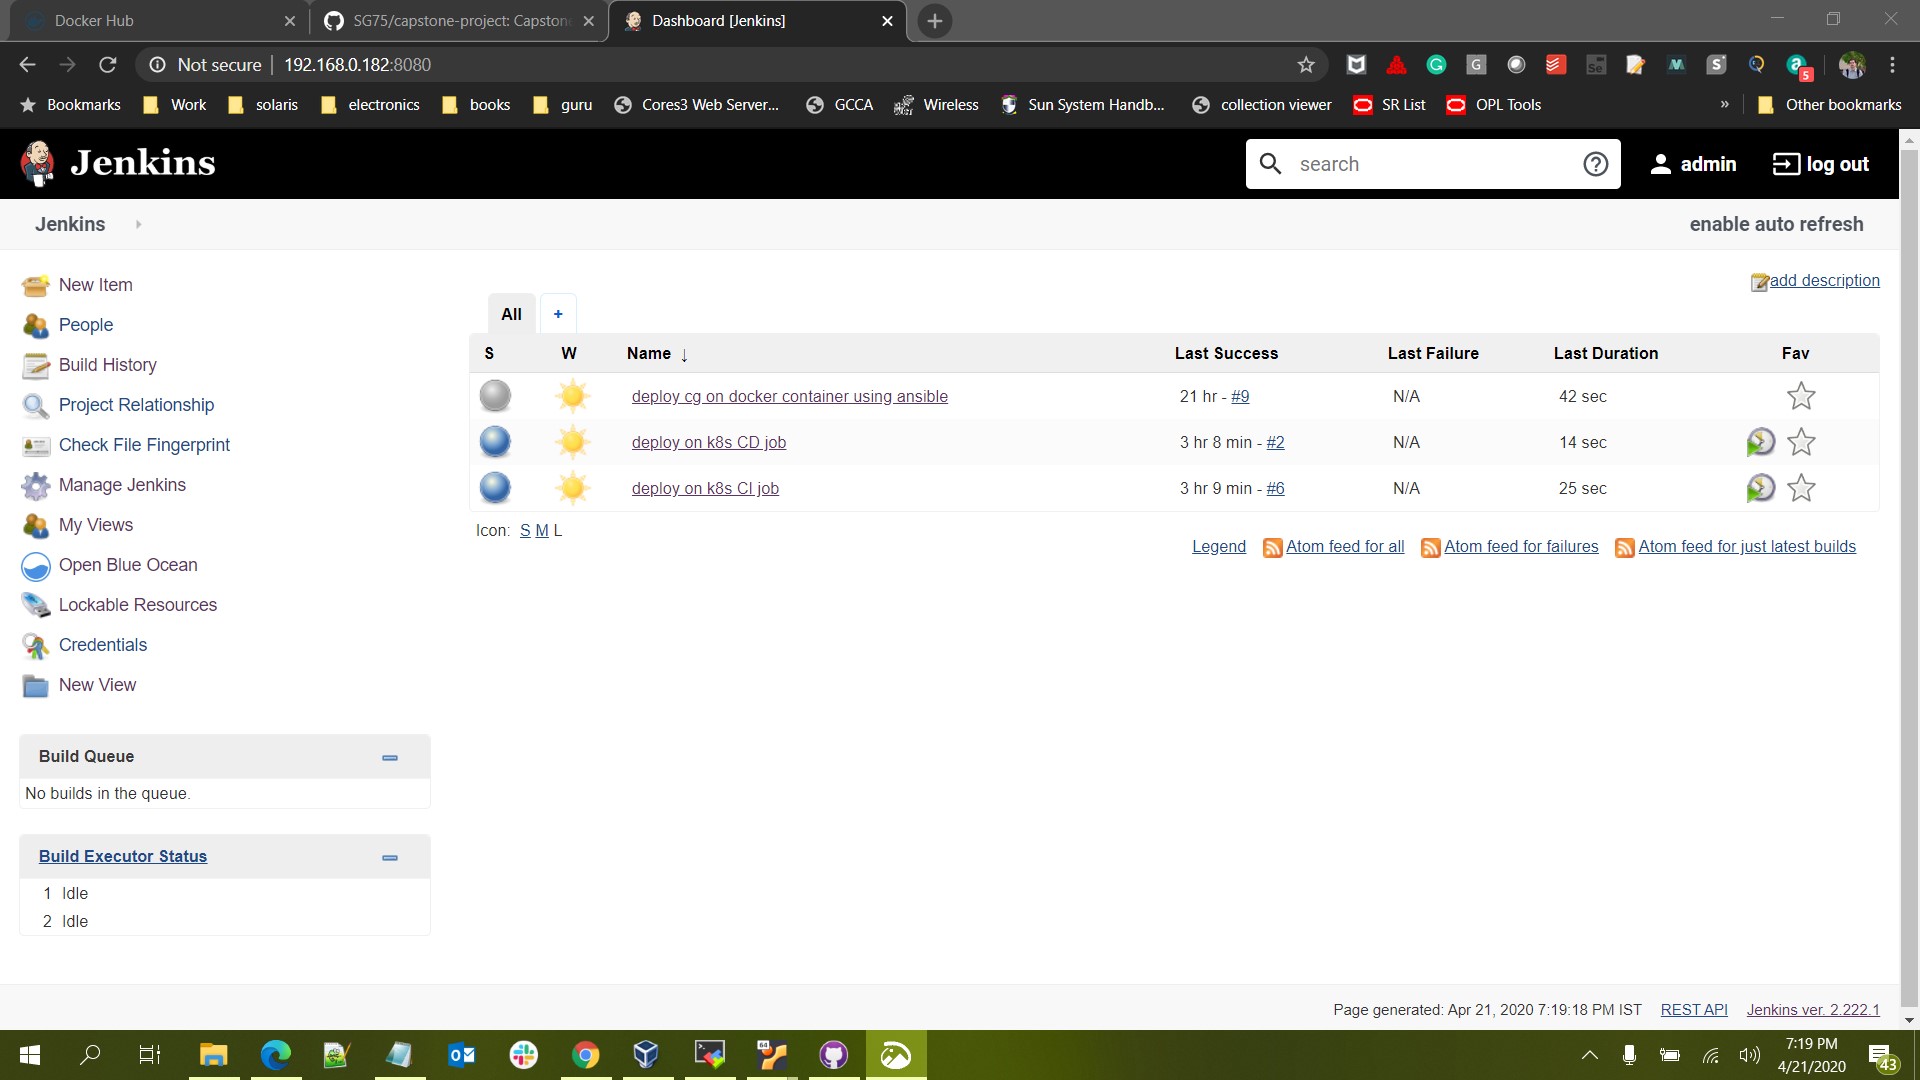 Docker Hub
SG75/capstone-project: Capston
Dashboard [Jenkins]
Not secure
192.168.0.182:8080
5
Bookmarks
Work
solaris
electronics
books
guru
Cores3 Web Server...
GCCA
Wireless
Sun System Handb...
collection viewer
SR List
OPL Tools
»
Other bookmarks
Jenkins
search
admin
log out
Jenkins
enable auto refresh
New Item
People
Build History
Project Relationship
Check File Fingerprint
Manage Jenkins
My Views
Open Blue Ocean
Lockable Resources
Credentials
New View
add description
All
+
S W Name ↓ Last Success Last Failure Last Duration Fav
deploy cg on docker container using ansible 21 hr - #9 N/A 42 sec
deploy on k8s CD job 3 hr 8 min - #2 N/A 14 sec
deploy on k8s CI job 3 hr 9 min - #6 N/A 25 sec
Icon: S M L
Legend Atom feed for all Atom feed for failures Atom feed for just latest builds
Build Queue
No builds in the queue.
Build Executor Status
1 Idle
2 Idle
Page generated: Apr 21, 2020 7:19:18 PM IST REST API Jenkins ver. 2.222.1
7:19 PM
4/21/2020
43